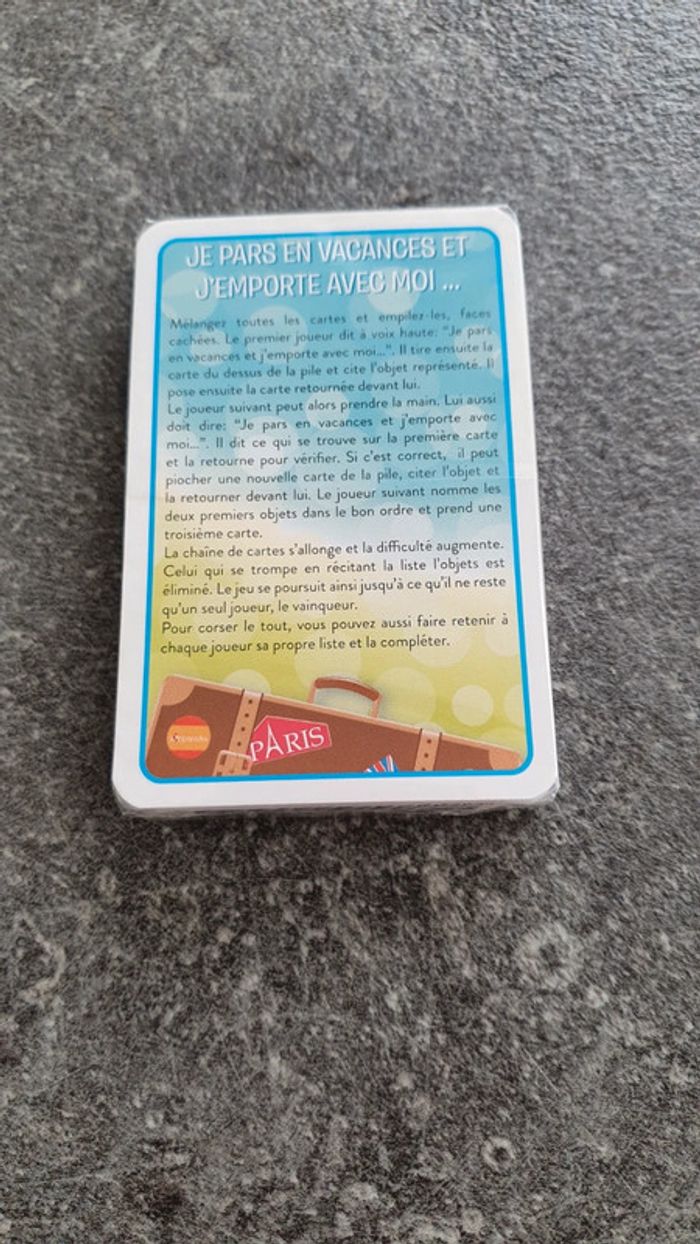 JE PARS EN VACANCES ET
J'EMPORTE AVEC MOI ...
Mélangez toutes les cartes et empilez-les, faces
cachées. Le premier joueur dit à voix haute: "Je pars
en vacances et j'emporte avec moi...". Il tire ensuite la
carte du dessus de la pile et cite l'objet représenté. Il
pose ensuite la carte retournée devant lui.
Le joueur suivant peut alors prendre la main. Lui aussi
doit dire: "Je pars en vacances et j'emporte avec
moi...". Il dit ce qui se trouve sur la première carte
et la retourne pour vérifier. Si c'est correct, il peut
piocher une nouvelle carte de la pile, citer l'objet et
la retourner devant lui. Le joueur suivant nomme les
deux premiers objets dans le bon ordre et prend une
troisième carte.
La chaîne de cartes s'allonge et la difficulté augmente.
Celui qui se trompe en récitant la liste l'objets est
éliminé. Le jeu se poursuit ainsi jusqu'à ce qu'il ne reste
qu'un seul joueur, le vainqueur.
Pour corser le tout, vous pouvez aussi faire retenir à
chaque joueur sa propre liste et la compléter.
PARIS